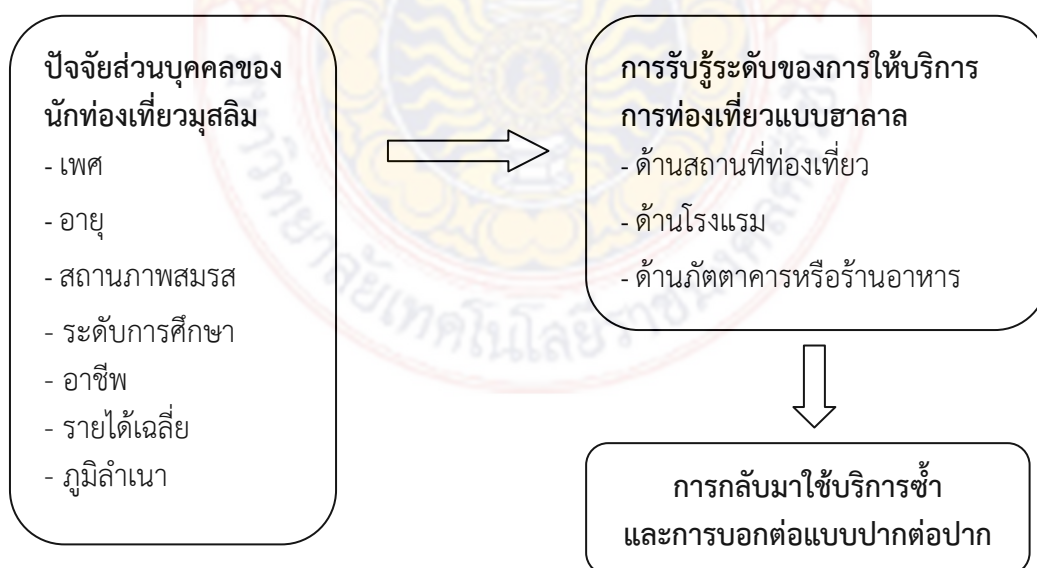 ปัจจัยส่วนบุคคลของ
นักท่องเที่ยวมุสลิม
- เพศ
- อายุ
- สถานภาพสมรส
- ระดับการศึกษา
- อาชีพ
- รายได้เฉลี่ย
- ภูมิลำเนา
การรับรู้ระดับของการให้บริการ
การท่องเที่ยวแบบฮาลาล
- ด้านสถานที่ท่องเที่ยว
- ด้านโรงแรม
- ด้านภัตตาคารหรือร้านอาหาร
การกลับมาใช้บริการซ้ำ
และการบอกต่อแบบปากต่อปาก